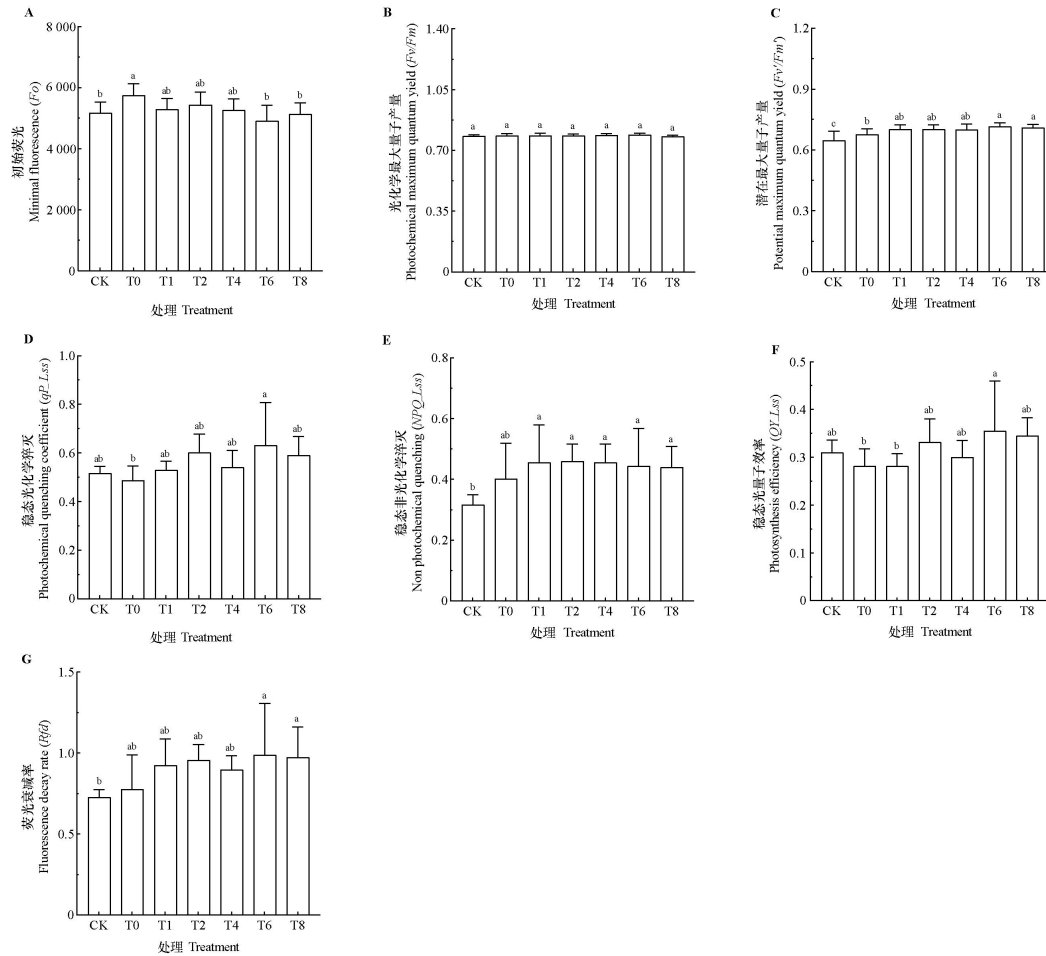 A
初始荧光
Minimal fluorescence (Fo)
8 000
6 000
4 000
2 000
0
b
a
ab
ab
ab
b
b
CK T0 T1 T2 T4 T6 T8
处理 Treatment
B
光化学最大量子产量
Photochemical maximum quantum yield (Fv/Fm)
1.40
1.05
0.70
0.35
0
a
a
a
a
a
a
a
CK T0 T1 T2 T4 T6 T8
处理 Treatment
C
潜在最大量子产量
Potential maximum quantum yield (Fv′/Fm′)
1.2
0.9
0.6
0.3
0
c
b
ab
ab
ab
a
a
CK T0 T1 T2 T4 T6 T8
处理 Treatment
D
稳态光化学猝灭
Photochemical quenching coefficient (qP_Lss)
1.0
0.8
0.6
0.4
0.2
0
ab
b
ab
ab
ab
a
ab
CK T0 T1 T2 T4 T6 T8
处理 Treatment
E
稳态非光化学淬灭
Non photochemical quenching (NPQ_Lss)
0.8
0.6
0.4
0.2
0
b
ab
a
a
a
a
a
CK T0 T1 T2 T4 T6 T8
处理 Treatment
F
稳态光量子效率
Photosynthesis efficiency (QY_Lss)
0.5
0.4
0.3
0.2
0.1
0
ab
b
b
ab
ab
a
ab
CK T0 T1 T2 T4 T6 T8
处理 Treatment
G
荧光衰减率
Fluorescence decay rate (Rfd)
1.5
1.0
0.5
0
b
ab
ab
ab
ab
a
a
CK T0 T1 T2 T4 T6 T8
处理 Treatment